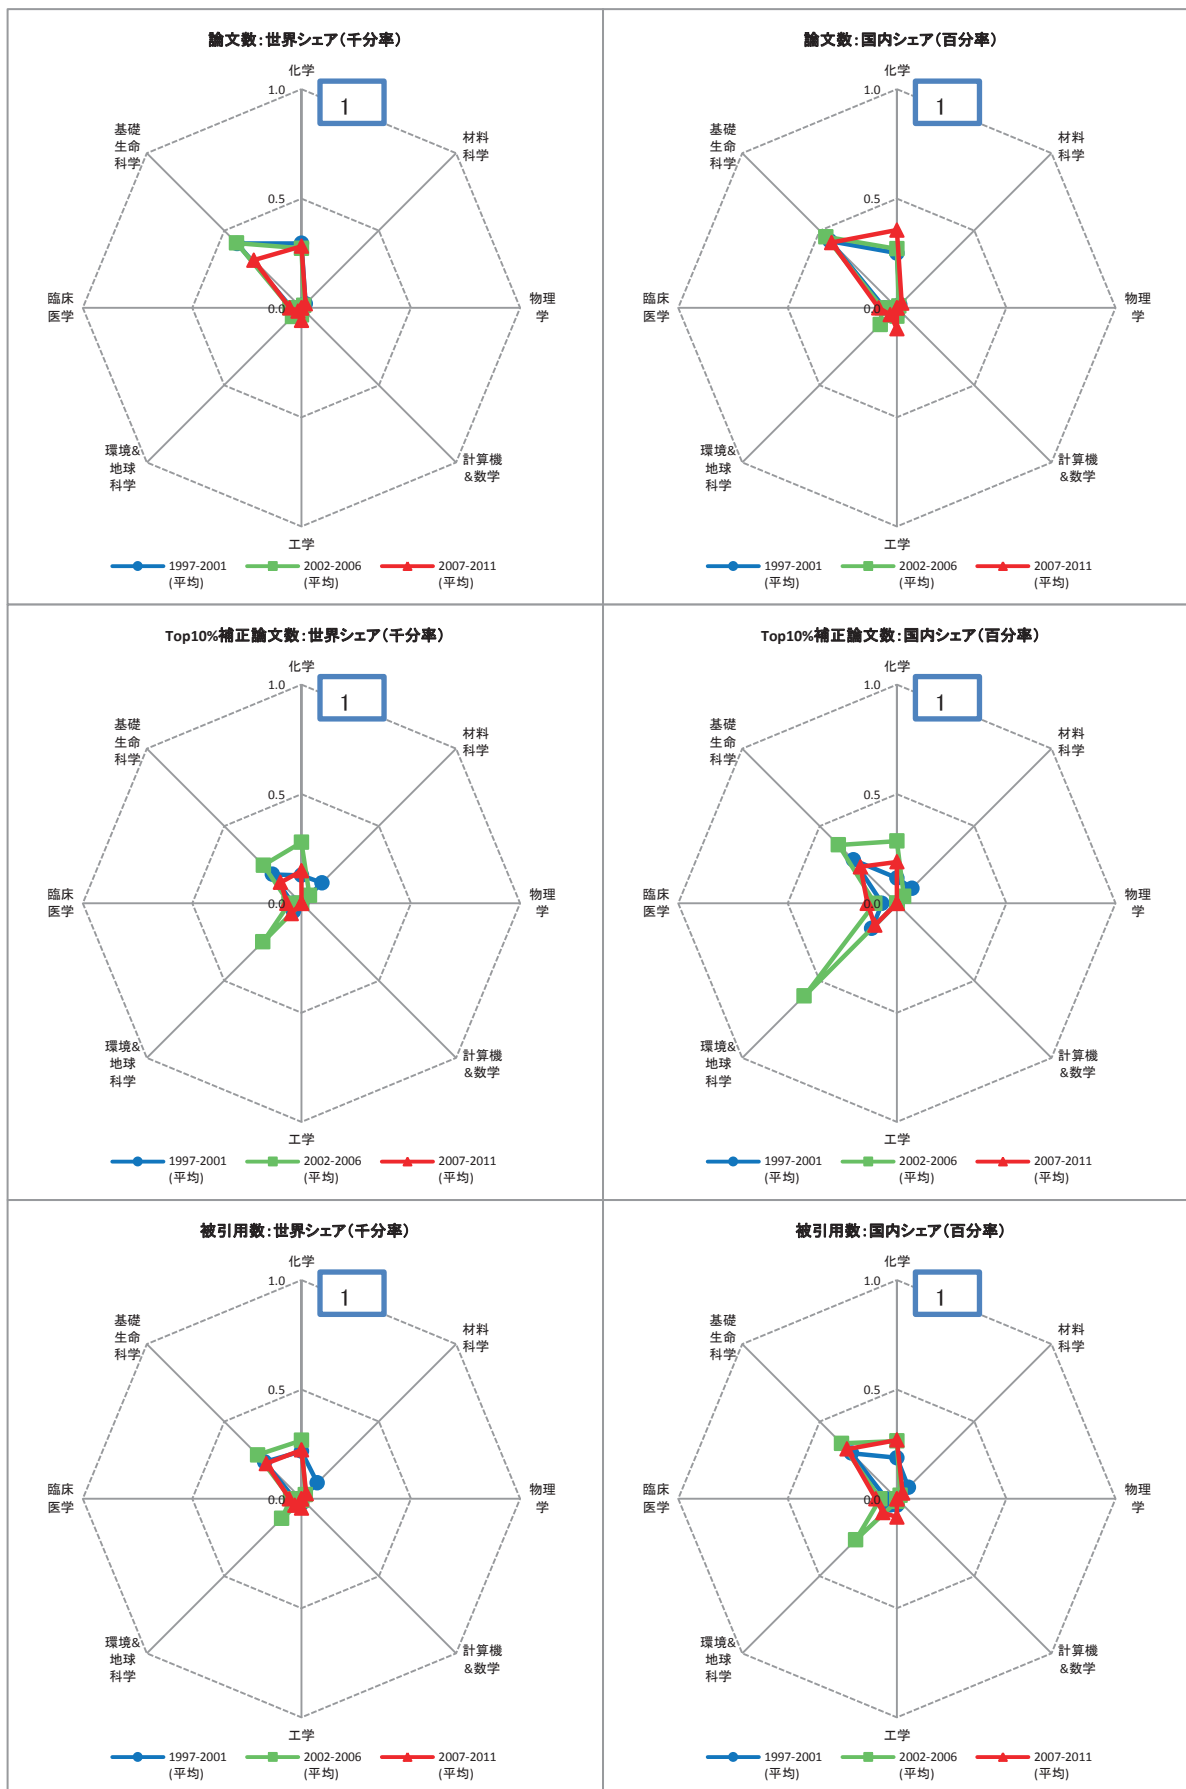 論文数：世界シェア（千分率）
化学
1.0
1
基礎
生命
科学
材料
科学
0.5
臨床
医学
0.0
物理
学
環境&
地球
科学
計算機
&数学
工学
1997-2001
(平均)
2002-2006
(平均)
2007-2011
(平均)
論文数：国内シェア（百分率）
化学
1.0
1
基礎
生命
科学
材料
科学
0.5
臨床
医学
0.0
物理
学
環境&
地球
科学
計算機
&数学
工学
1997-2001
(平均)
2002-2006
(平均)
2007-2011
(平均)
Top10%補正論文数：世界シェア（千分率）
化学
1.0
1
基礎
生命
科学
材料
科学
0.5
臨床
医学
0.0
物理
学
環境&
地球
科学
計算機
&数学
工学
1997-2001
(平均)
2002-2006
(平均)
2007-2011
(平均)
Top10%補正論文数：国内シェア（百分率）
化学
1.0
1
基礎
生命
科学
材料
科学
0.5
臨床
医学
0.0
物理
学
環境&
地球
科学
計算機
&数学
工学
1997-2001
(平均)
2002-2006
(平均)
2007-2011
(平均)
被引用数：世界シェア（千分率）
化学
1.0
1
基礎
生命
科学
材料
科学
0.5
臨床
医学
0.0
物理
学
環境&
地球
科学
計算機
&数学
工学
1997-2001
(平均)
2002-2006
(平均)
2007-2011
(平均)
被引用数：国内シェア（百分率）
化学
1.0
1
基礎
生命
科学
材料
科学
0.5
臨床
医学
0.0
物理
学
環境&
地球
科学
計算機
&数学
工学
1997-2001
(平均)
2002-2006
(平均)
2007-2011
(平均)